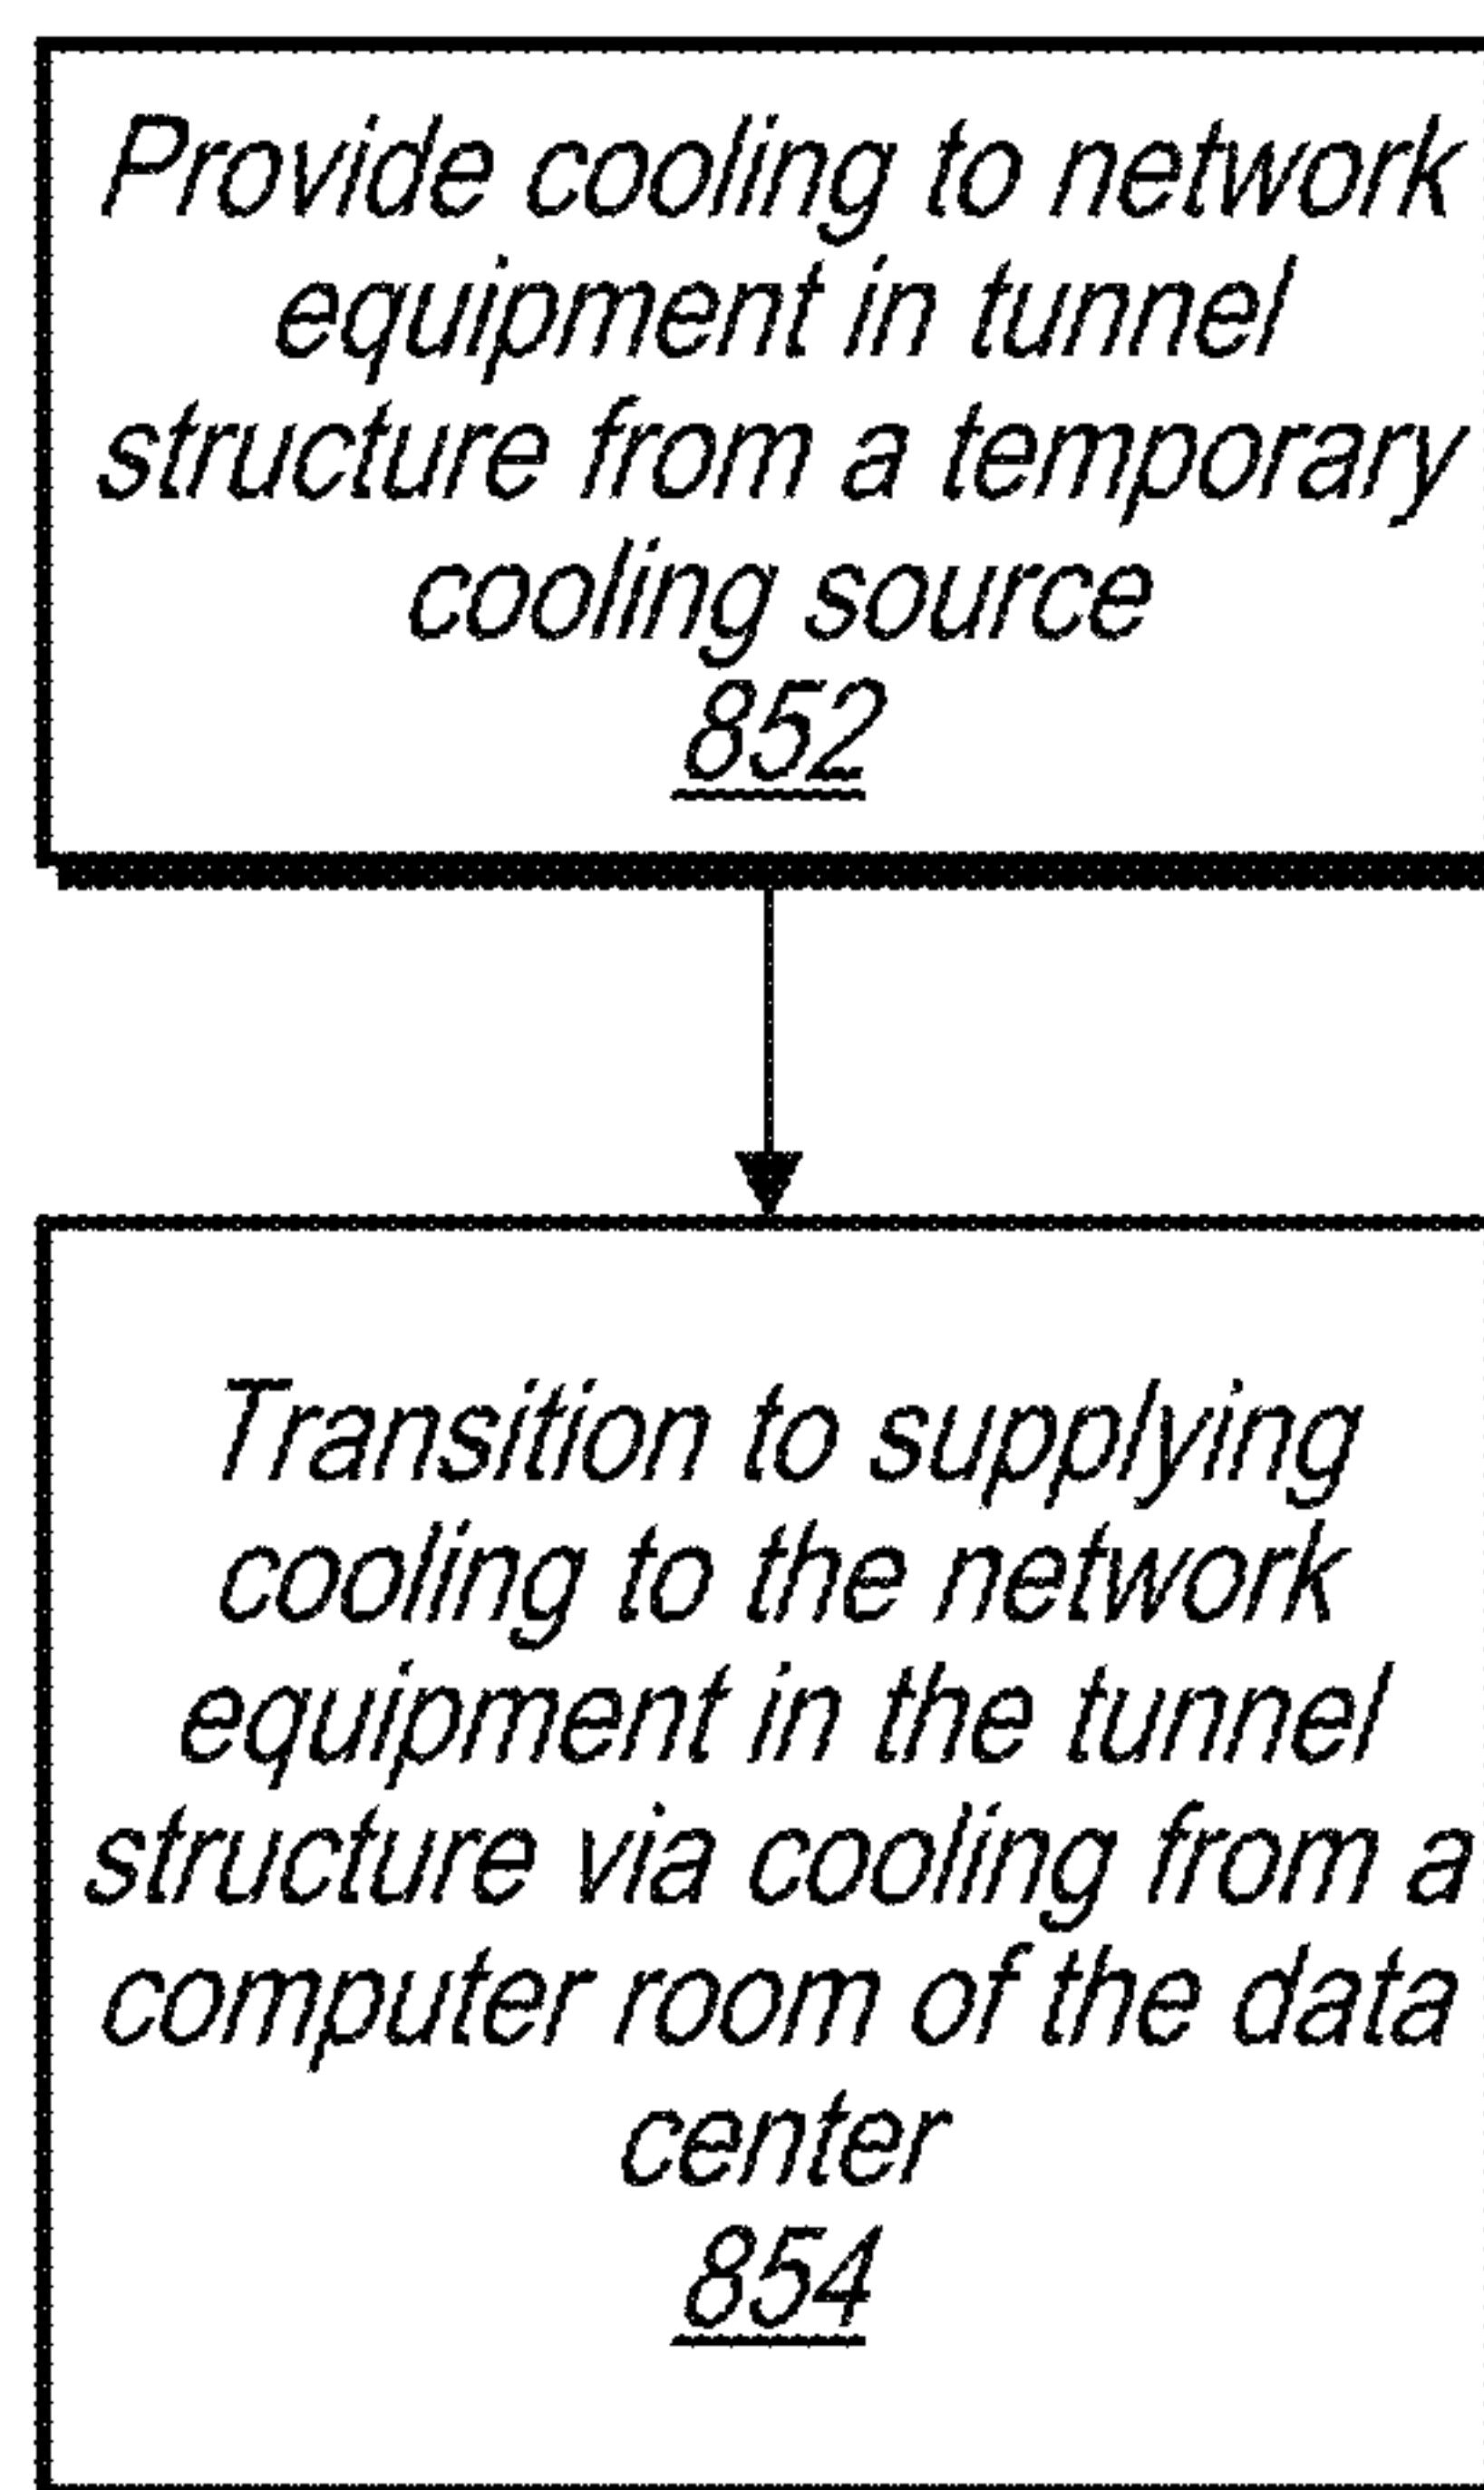 Provide cooling to network
equipment in tunnel
structure from a temporary
cooling source
852
Transition to supplying
cooling to the network
equipment in the tunnel
structure via cooling from a
computer room of the data
center
854